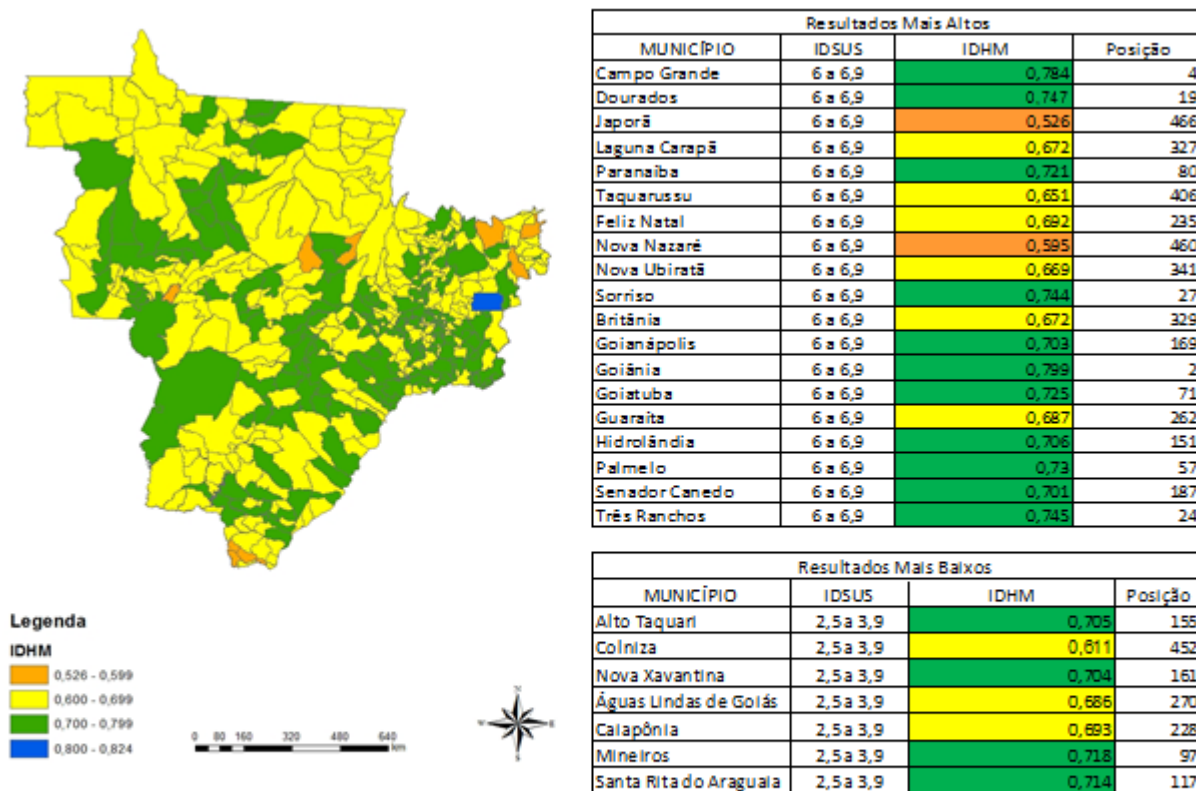 Resultados Mais Altos
MUNICÍPIO IDSUS IDHM Posição
Campo Grande 6 a 6,9 0,784 4
Dourados 6 a 6,9 0,747 19
Japorã 6 a 6,9 0,526 466
Laguna Carapã 6 a 6,9 0,672 327
Paranaíba 6 a 6,9 0,721 80
Taquarussu 6 a 6,9 0,651 406
Feliz Natal 6 a 6,9 0,692 235
Nova Nazaré 6 a 6,9 0,595 460
Nova Ubiratã 6 a 6,9 0,669 341
Sorriso 6 a 6,9 0,744 27
Britânia 6 a 6,9 0,672 329
Goianápolis 6 a 6,9 0,703 169
Goiânia 6 a 6,9 0,799 2
Goiatuba 6 a 6,9 0,725 71
Guaraíta 6 a 6,9 0,687 262
Hidrolândia 6 a 6,9 0,706 151
Palmelo 6 a 6,9 0,73 57
Senador Canedo 6 a 6,9 0,701 187
Três Ranchos 6 a 6,9 0,745 24
Resultados Mais Baixos
MUNICÍPIO IDSUS IDHM Posição
Alto Taquari 2,5 a 3,9 0,705 155
Colniza 2,5 a 3,9 0,611 452
Nova Xavantina 2,5 a 3,9 0,704 161
Águas Lindas de Goiás 2,5 a 3,9 0,686 270
Caiapônia 2,5 a 3,9 0,693 228
Mineiros 2,5 a 3,9 0,718 97
Santa Rita do Araguaia 2,5 a 3,9 0,714 117
Legenda
IDHM
0,526 - 0,599
0,600 - 0,699
0,700 - 0,799
0,800 - 0,824
0 80 160 320 480 640
km
N
W E
S